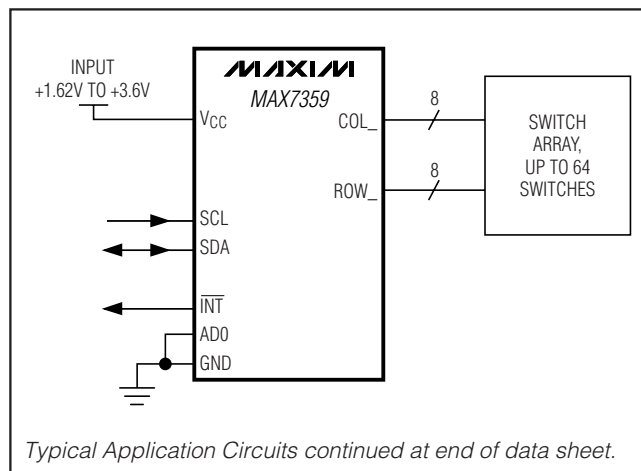 INPUT
+1.62V TO +3.6V
MAXIM
MAX7359
VCC
COL_
8
ROW_
8
SWITCH
ARRAY,
UP TO 64
SWITCHES
SCL
SDA
INT
AD0
GND
Typical Application Circuits continued at end of data sheet.